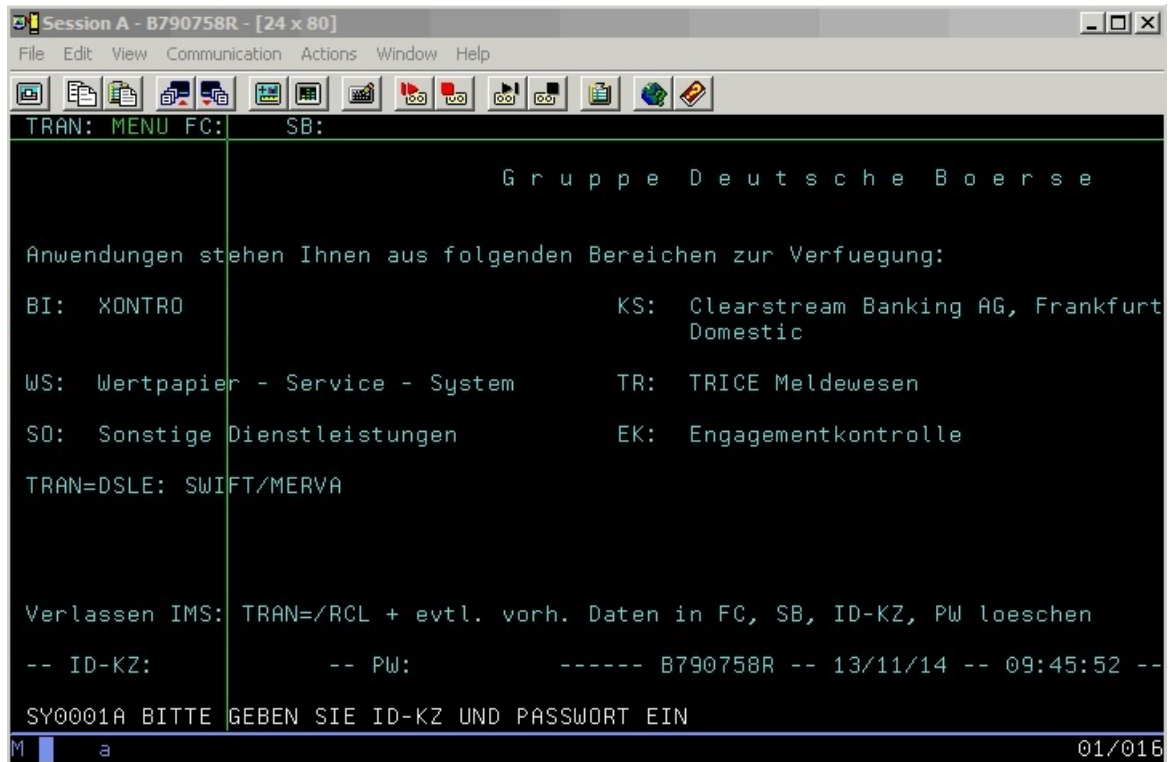 Session A - B790758R - [24 x 80]
File Edit View Communication Actions Window Help
TRAN: MENU FC: SB:
Gruppe Deutsche Boerse
Anwendungen stehen Ihnen aus folgenden Bereichen zur Verfuegung:
BI: XONTRO KS: Clearstream Banking AG, Frankfurt
Domestic
WS: Wertpapier - Service - System TR: TRICE Meldewesen
SO: Sonstige Dienstleistungen EK: Engagementkontrolle
TRAN=DSLE: SWIFT/MERVA
Verlassen IMS: TRAN=/RCL + evtl. vorh. Daten in FC, SB, ID-KZ, PW loeschen
-- ID-KZ: -- PW: ------ B790758R -- 13/11/14 -- 09:45:52 --
SY0001A BITTE GEBEN SIE ID-KZ UND PASSWORT EIN
M a 01/016